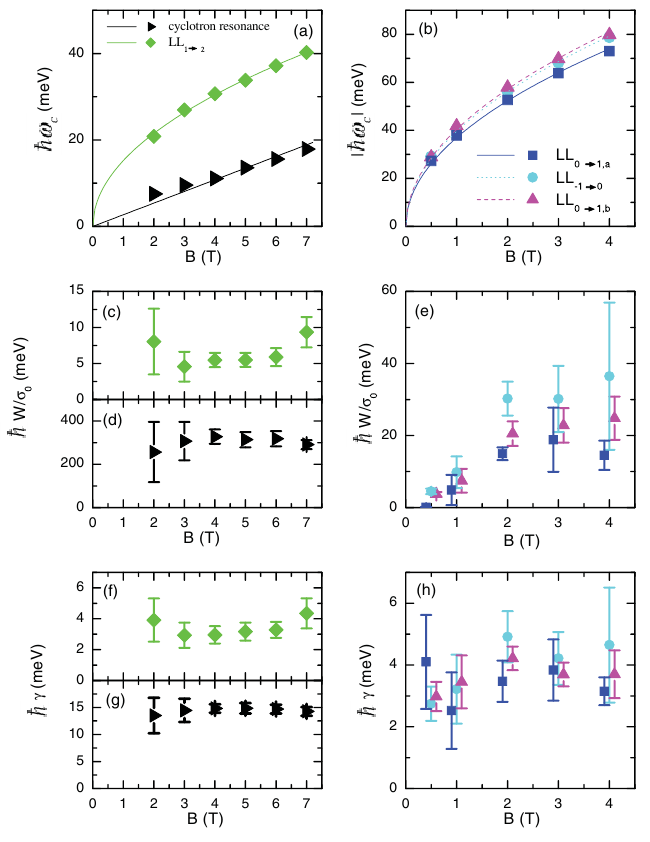 cyclotron resonance
(a)
LL1→2
40
20
0
ħω̃c (meV)
0 1 2 3 4 5 6 7
B (T)
(b)
80
60
40
20
0
|ħω̃c| (meV)
LL0→1,a
LL-1→0
LL0→1,b
0 1 2 3 4
B (T)
(c)
15
10
5
0
(d)
400
300
200
ħ W/σ0 (meV)
0 1 2 3 4 5 6 7
B (T)
(e)
60
40
20
0
ħ W/σ0 (meV)
0 1 2 3 4
B (T)
(f)
6
4
2
0
(g)
15
10
5
0
ħ γ (meV)
0 1 2 3 4 5 6 7
B (T)
(h)
6
4
2
0
ħ γ (meV)
0 1 2 3 4
B (T)